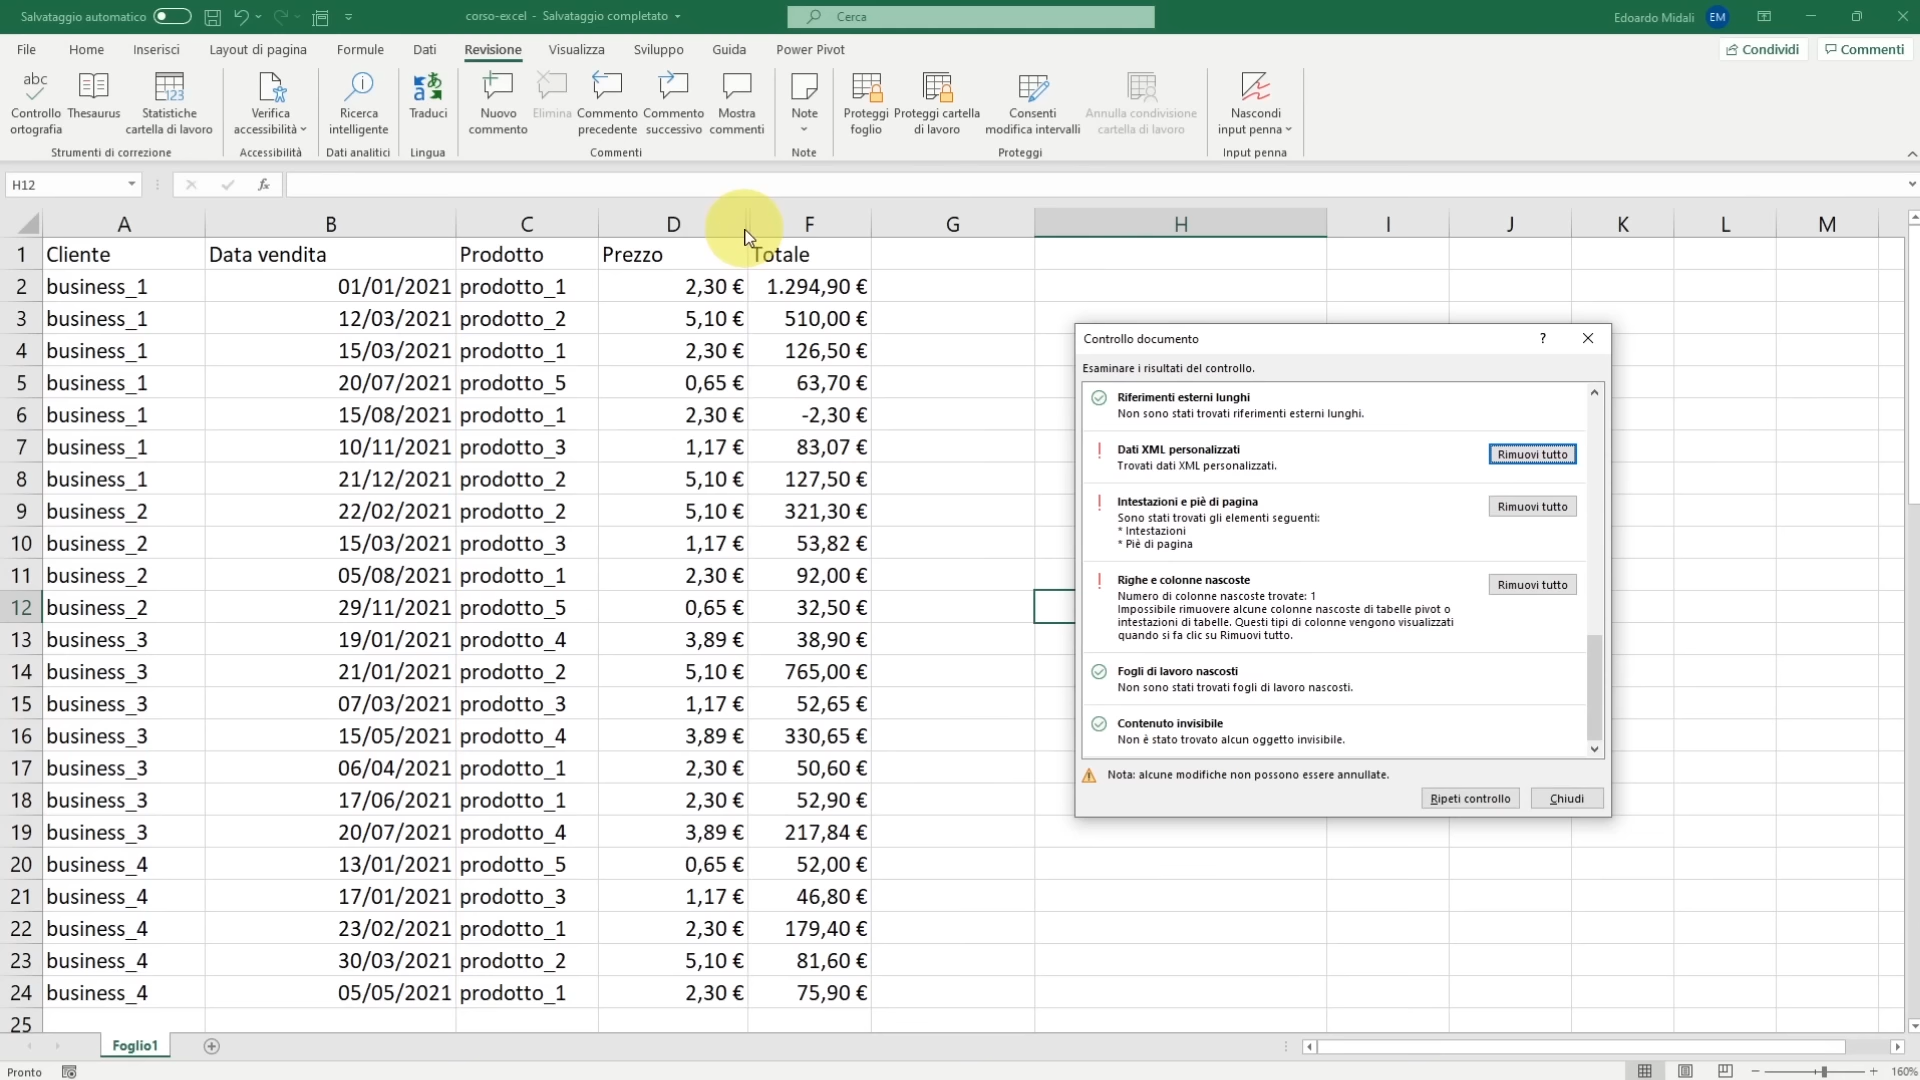 Salvataggio automatico
corso-excel - Salvataggio completato
Cerca
Edoardo Midali EM
File Home Inserisci Layout di pagina Formule Dati Revisione Visualizza Sviluppo Guida Power Pivot
Condividi Commenti
abc
123
a
Controllo ortografia
Thesaurus
Statistiche cartella di lavoro
Verifica accessibilità
Ricerca intelligente
Traduci
Nuovo commento
Elimina
Commento precedente
Commento successivo
Mostra commenti
Note
Proteggi foglio
Proteggi cartella di lavoro
Consenti modifica intervalli
Annulla condivisione cartella di lavoro
Nascondi input penna
Strumenti di correzione Accessibilità Dati analitici Lingua Commenti Note Proteggi Input penna
H12 fx
A B C D F G H I J K L M
1 Cliente Data vendita Prodotto Prezzo Totale
2 business_1 01/01/2021 prodotto_1 2,30 € 1.294,90 €
3 business_1 12/03/2021 prodotto_2 5,10 € 510,00 €
4 business_1 15/03/2021 prodotto_1 2,30 € 126,50 €
5 business_1 20/07/2021 prodotto_5 0,65 € 63,70 €
6 business_1 15/08/2021 prodotto_1 2,30 € -2,30 €
7 business_1 10/11/2021 prodotto_3 1,17 € 83,07 €
8 business_1 21/12/2021 prodotto_2 5,10 € 127,50 €
9 business_2 22/02/2021 prodotto_2 5,10 € 321,30 €
10 business_2 15/03/2021 prodotto_3 1,17 € 53,82 €
11 business_2 05/08/2021 prodotto_1 2,30 € 92,00 €
12 business_2 29/11/2021 prodotto_5 0,65 € 32,50 €
13 business_3 19/01/2021 prodotto_4 3,89 € 38,90 €
14 business_3 21/01/2021 prodotto_2 5,10 € 765,00 €
15 business_3 07/03/2021 prodotto_3 1,17 € 52,65 €
16 business_3 15/05/2021 prodotto_4 3,89 € 330,65 €
17 business_3 06/04/2021 prodotto_1 2,30 € 50,60 €
18 business_3 17/06/2021 prodotto_1 2,30 € 52,90 €
19 business_3 20/07/2021 prodotto_4 3,89 € 217,84 €
20 business_4 13/01/2021 prodotto_5 0,65 € 52,00 €
21 business_4 17/01/2021 prodotto_3 1,17 € 46,80 €
22 business_4 23/02/2021 prodotto_1 2,30 € 179,40 €
23 business_4 30/03/2021 prodotto_2 5,10 € 81,60 €
24 business_4 05/05/2021 prodotto_1 2,30 € 75,90 €
25
Controllo documento ?
Esaminare i risultati del controllo.
Riferimenti esterni lunghi
Non sono stati trovati riferimenti esterni lunghi.
! Dati XML personalizzati
Trovati dati XML personalizzati.
Rimuovi tutto
! Intestazioni e piè di pagina
Sono stati trovati gli elementi seguenti:
* Intestazioni
* Piè di pagina
Rimuovi tutto
! Righe e colonne nascoste
Numero di colonne nascoste trovate: 1
Impossibile rimuovere alcune colonne nascoste di tabelle pivot o
intestazioni di tabelle. Questi tipi di colonne vengono visualizzati
quando si fa clic su Rimuovi tutto.
Rimuovi tutto
Fogli di lavoro nascosti
Non sono stati trovati fogli di lavoro nascosti.
Contenuto invisibile
Non è stato trovato alcun oggetto invisibile.
Nota: alcune modifiche non possono essere annullate.
Ripeti controllo Chiudi
Foglio1
Pronto
160%